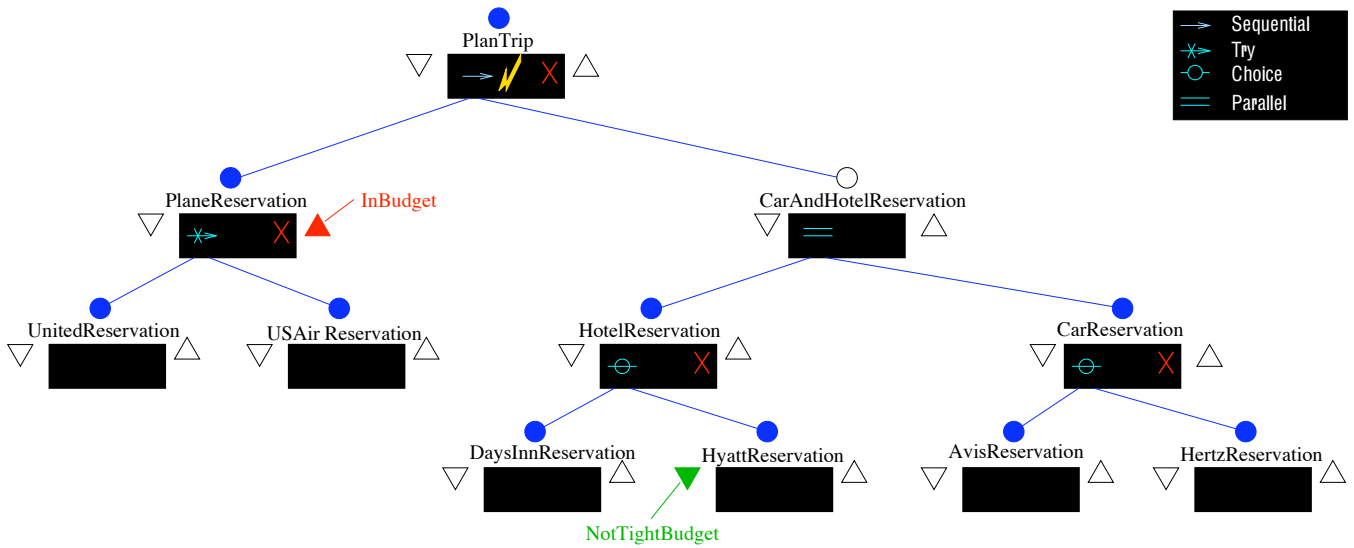 PlanTrip
Sequential
Try
Choice
Parallel
PlaneReservation
InBudget
CarAndHotelReservation
UnitedReservation
USAir Reservation
HotelReservation
CarReservation
DaysInnReservation
HyattReservation
AvisReservation
HertzReservation
NotTightBudget